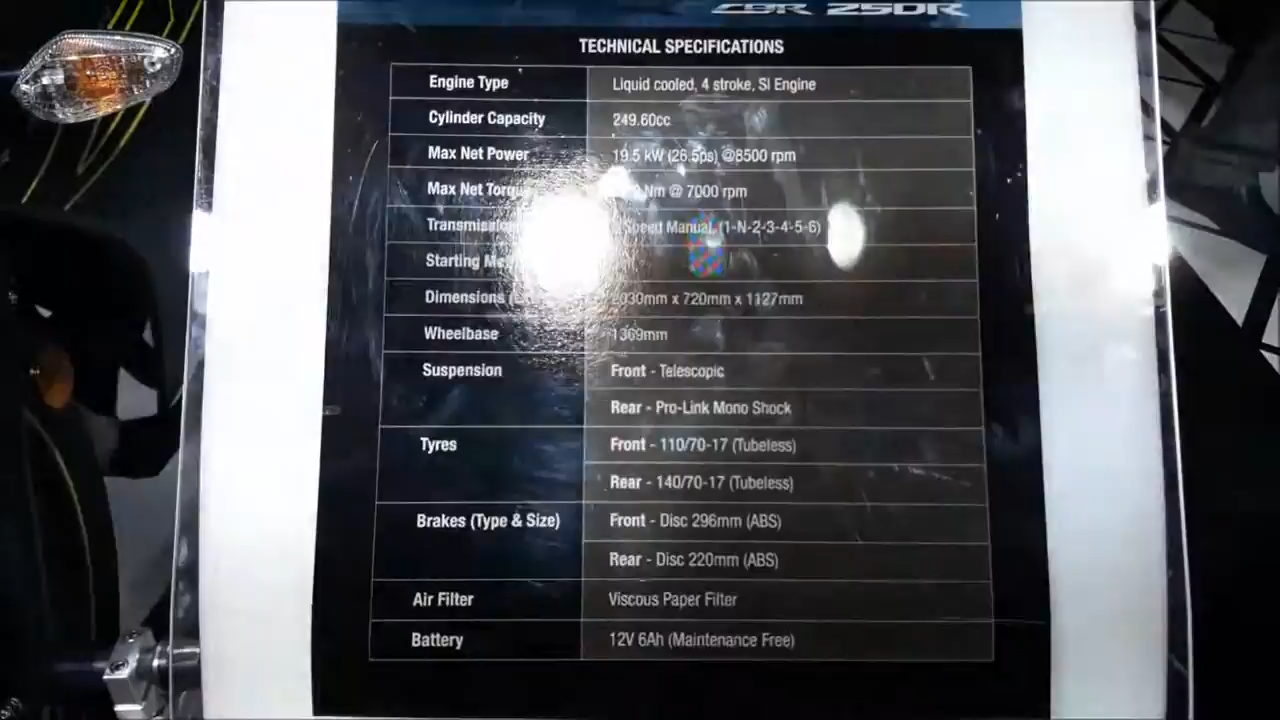 CBR 250R
TECHNICAL SPECIFICATIONS
Engine Type Liquid cooled, 4 stroke, SI Engine
Cylinder Capacity 249.60cc
Max Net Power 19.5 kW (26.5ps) @8500 rpm
Max Net Nm @ 7000 rpm
Speed Manual, (1-N-2-3-4-5-6)
Starting
Dimensions 2030mm x 720mm x 1127mm
Wheelbase 1369mm
Suspension Front - Telescopic
Rear - Pro-Link Mono Shock
Tyres Front - 110/70-17 (Tubeless)
Rear - 140/70-17 (Tubeless)
Brakes (Type & Size) Front - Disc 296mm (ABS)
Rear - Disc 220mm (ABS)
Air Filter Viscous Paper Filter
Battery 12V 6Ah (Maintenance Free)